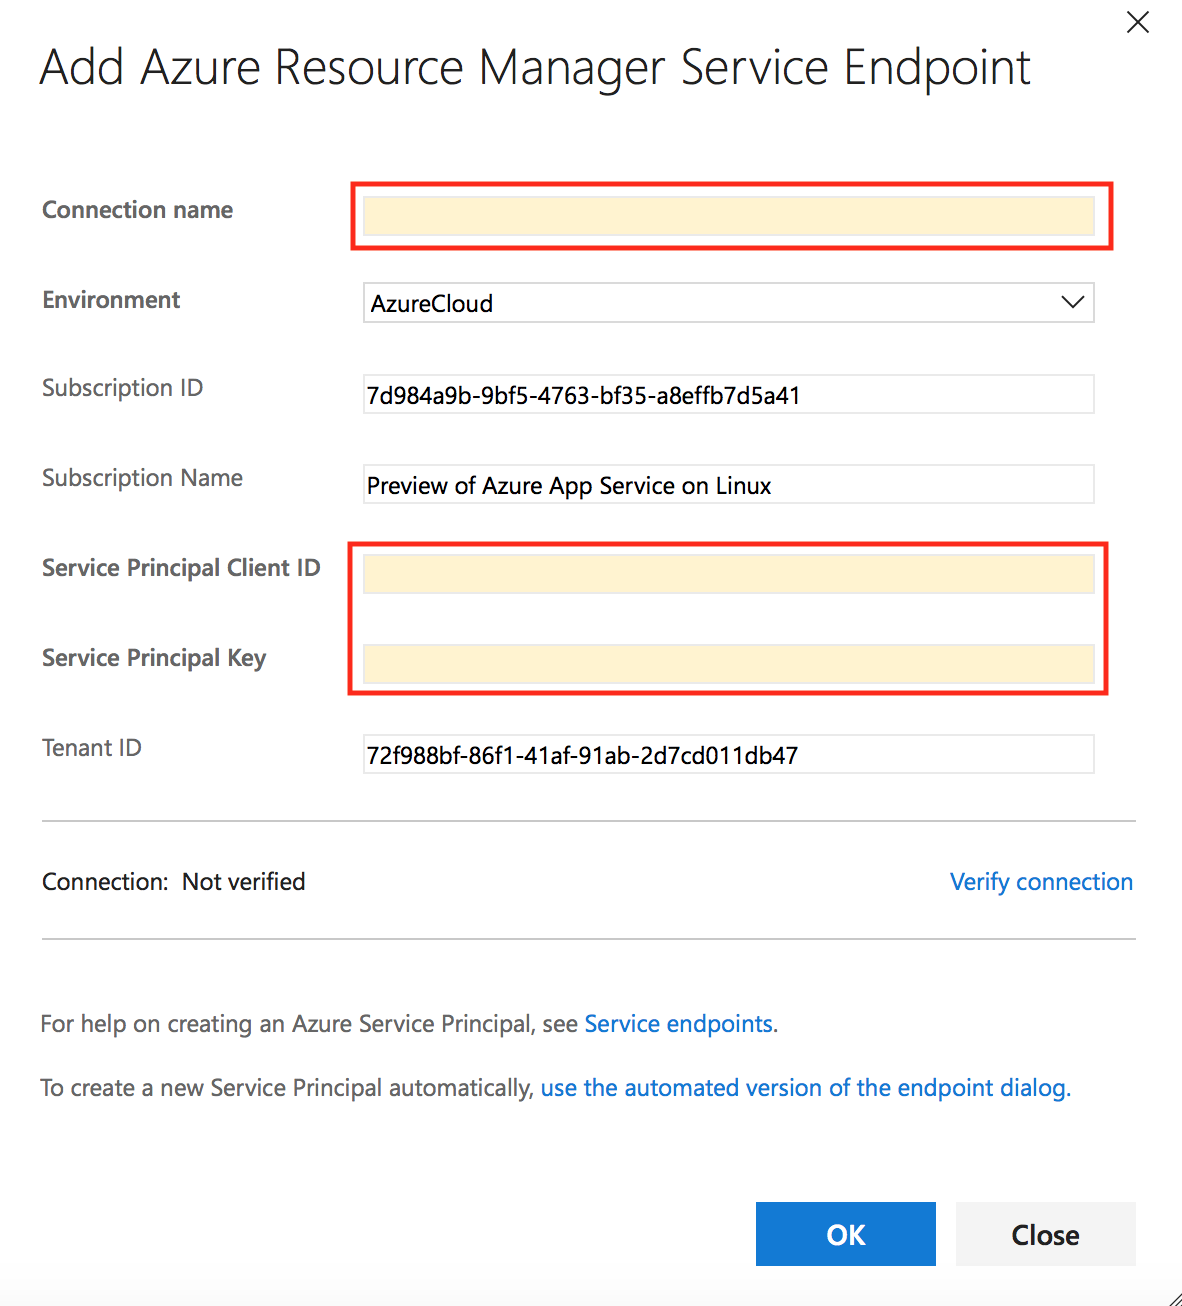 Add Azure Resource Manager Service Endpoint
Connection name
Environment
AzureCloud
Subscription ID
7d984a9b-9bf5-4763-bf35-a8effb7d5a41
Subscription Name
Preview of Azure App Service on Linux
Service Principal Client ID
Service Principal Key
Tenant ID
72f988bf-86f1-41af-91ab-2d7cd011db47
Connection: Not verified
Verify connection
For help on creating an Azure Service Principal, see Service endpoints.
To create a new Service Principal automatically, use the automated version of the endpoint dialog.
OK
Close